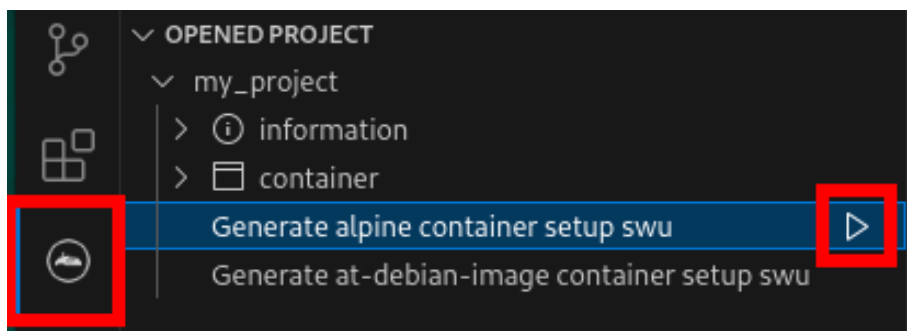 OPENED PROJECT
my_project
information
container
Generate alpine container setup swu
Generate at-debian-image container setup swu